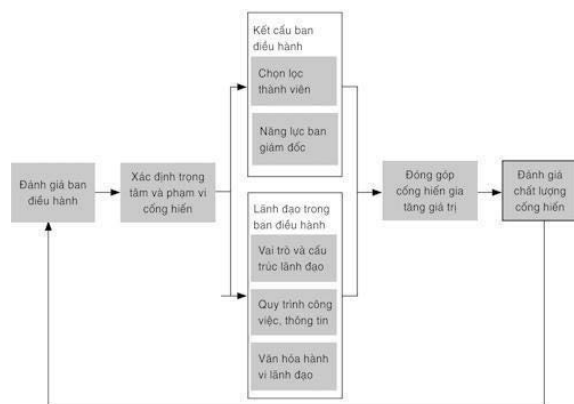 Kết cấu ban
điều hành
Chọn lọc
thành viên
Năng lực ban
giám đốc
Đánh giá ban
điều hành
Xác định trọng
tâm và phạm vi
cống hiến
Đóng góp
cống hiến gia
tăng giá trị
Đánh giá
chất lượng
cống hiến
Lãnh đạo trong
ban điều hành
Vai trò và cấu
trúc lãnh đạo
Quy trình công
việc, thông tin
Văn hóa hành
vi lãnh đạo